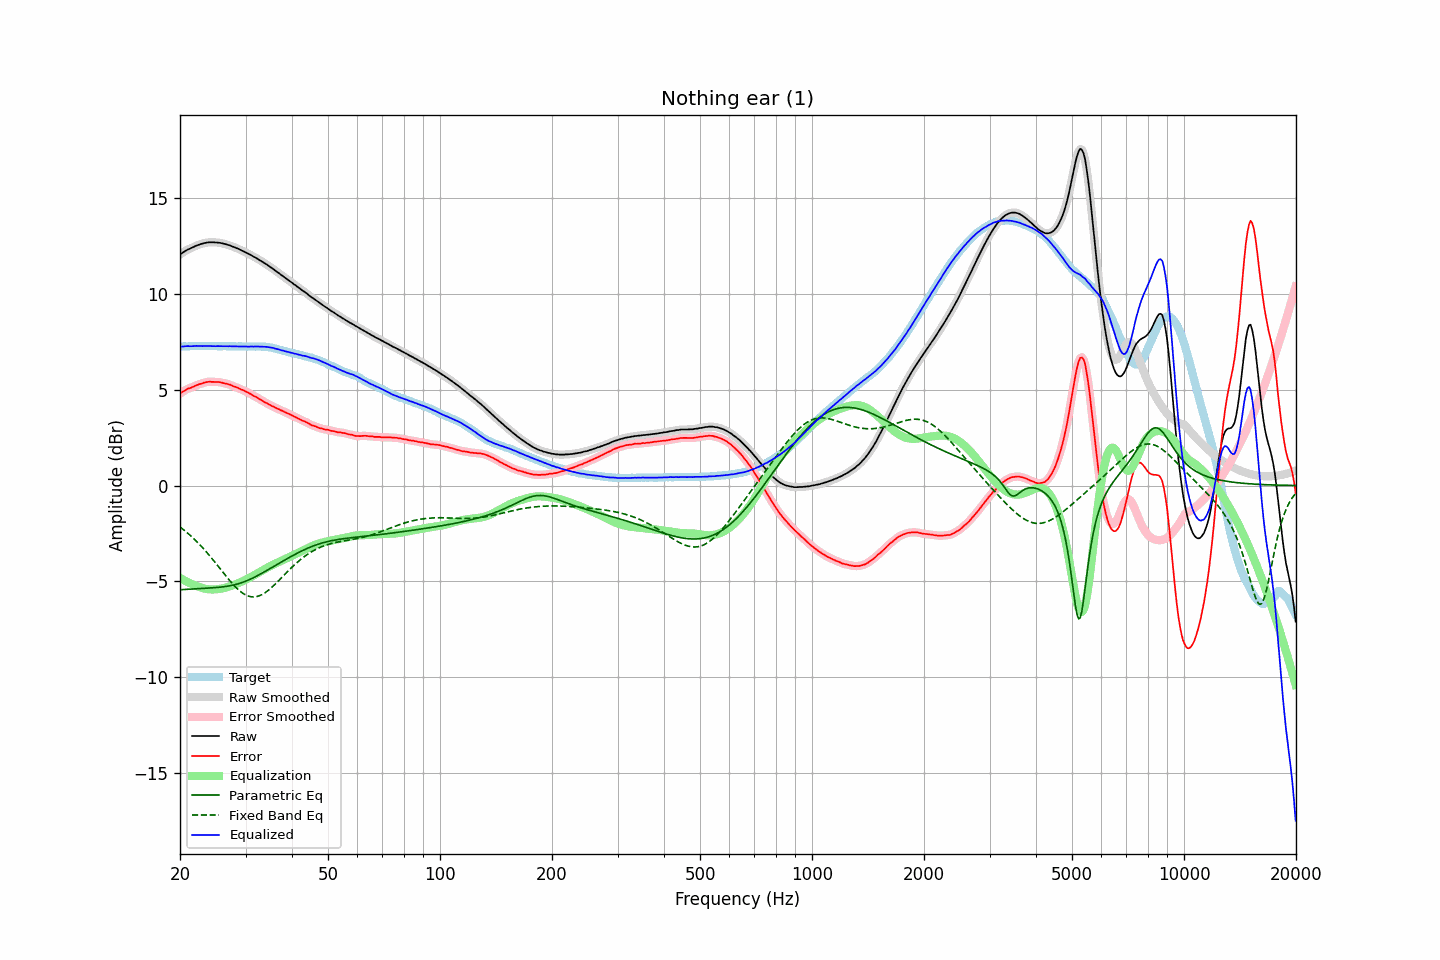 Nothing ear (1)
Amplitude (dBr)
15
10
5
0
−5
−10
−15
Target
Raw Smoothed
Error Smoothed
Raw
Error
Equalization
Parametric Eq
Fixed Band Eq
Equalized
20
50
100
200
500
1000
2000
5000
10000
20000
Frequency (Hz)